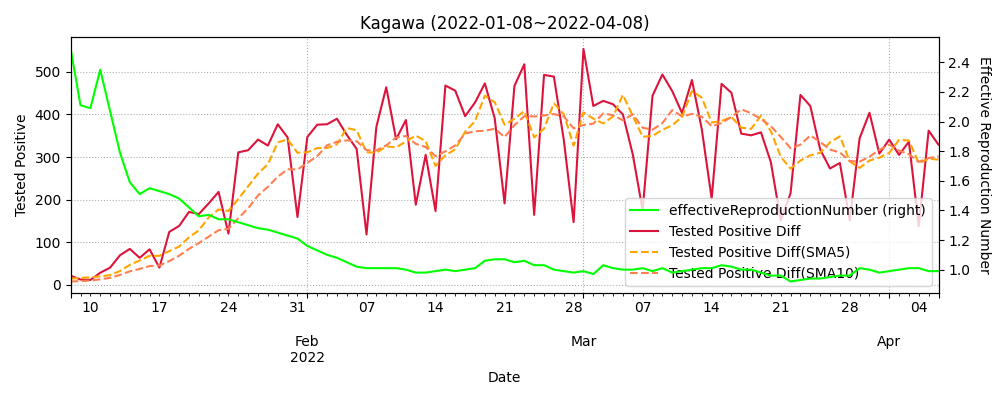 Kagawa (2022-01-08~2022-04-08)
Tested Positive
500
400
300
200
100
0
2.4
2.2
2.0
1.8
1.6
1.4
1.2
1.0
Effective Reproduction Number
effectiveReproductionNumber (right)
Tested Positive Diff
Tested Positive Diff(SMA5)
Tested Positive Diff(SMA10)
10 17 24 31 07 14 21 28 07 14 21 28 04
Feb Mar Apr
2022
Date